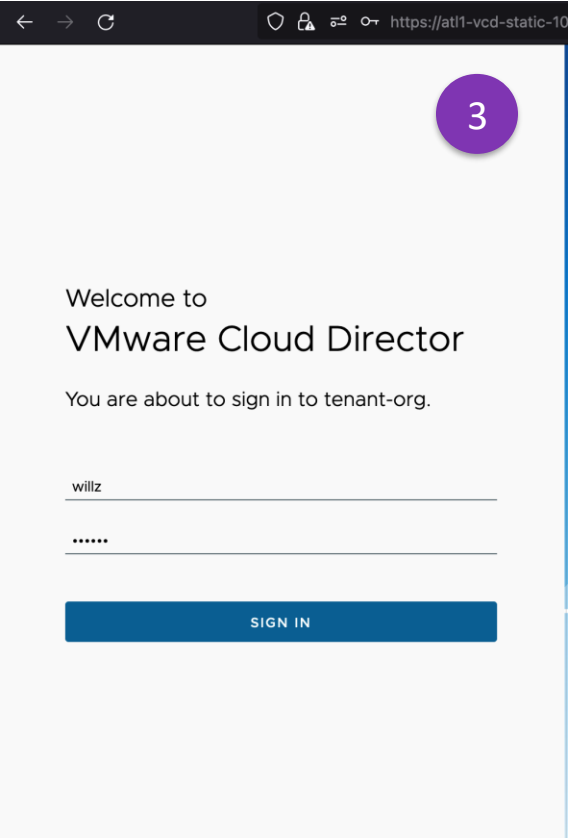 https://atl1-vcd-static-10
3
Welcome to
VMware Cloud Director
You are about to sign in to tenant-org.
willz
••••••
SIGN IN